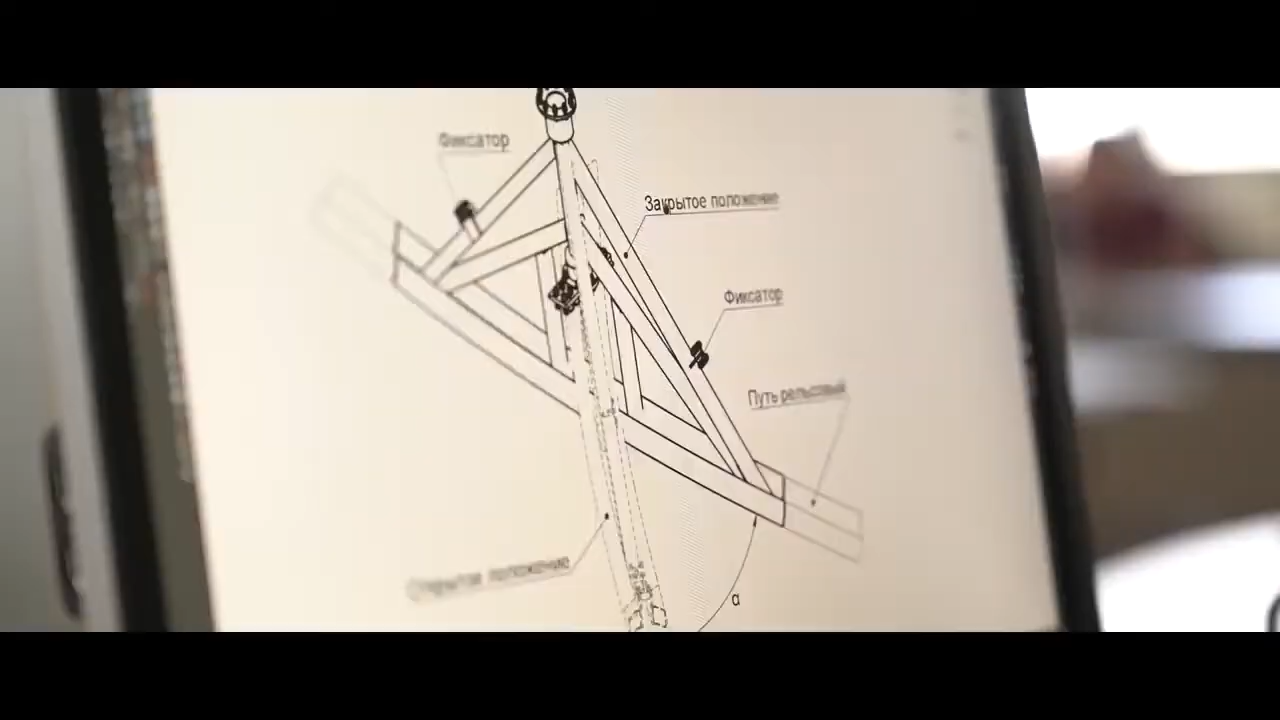 Фиксатор
Закрытое положение
Фиксатор
Путь рельсовый
Открытое положение
α